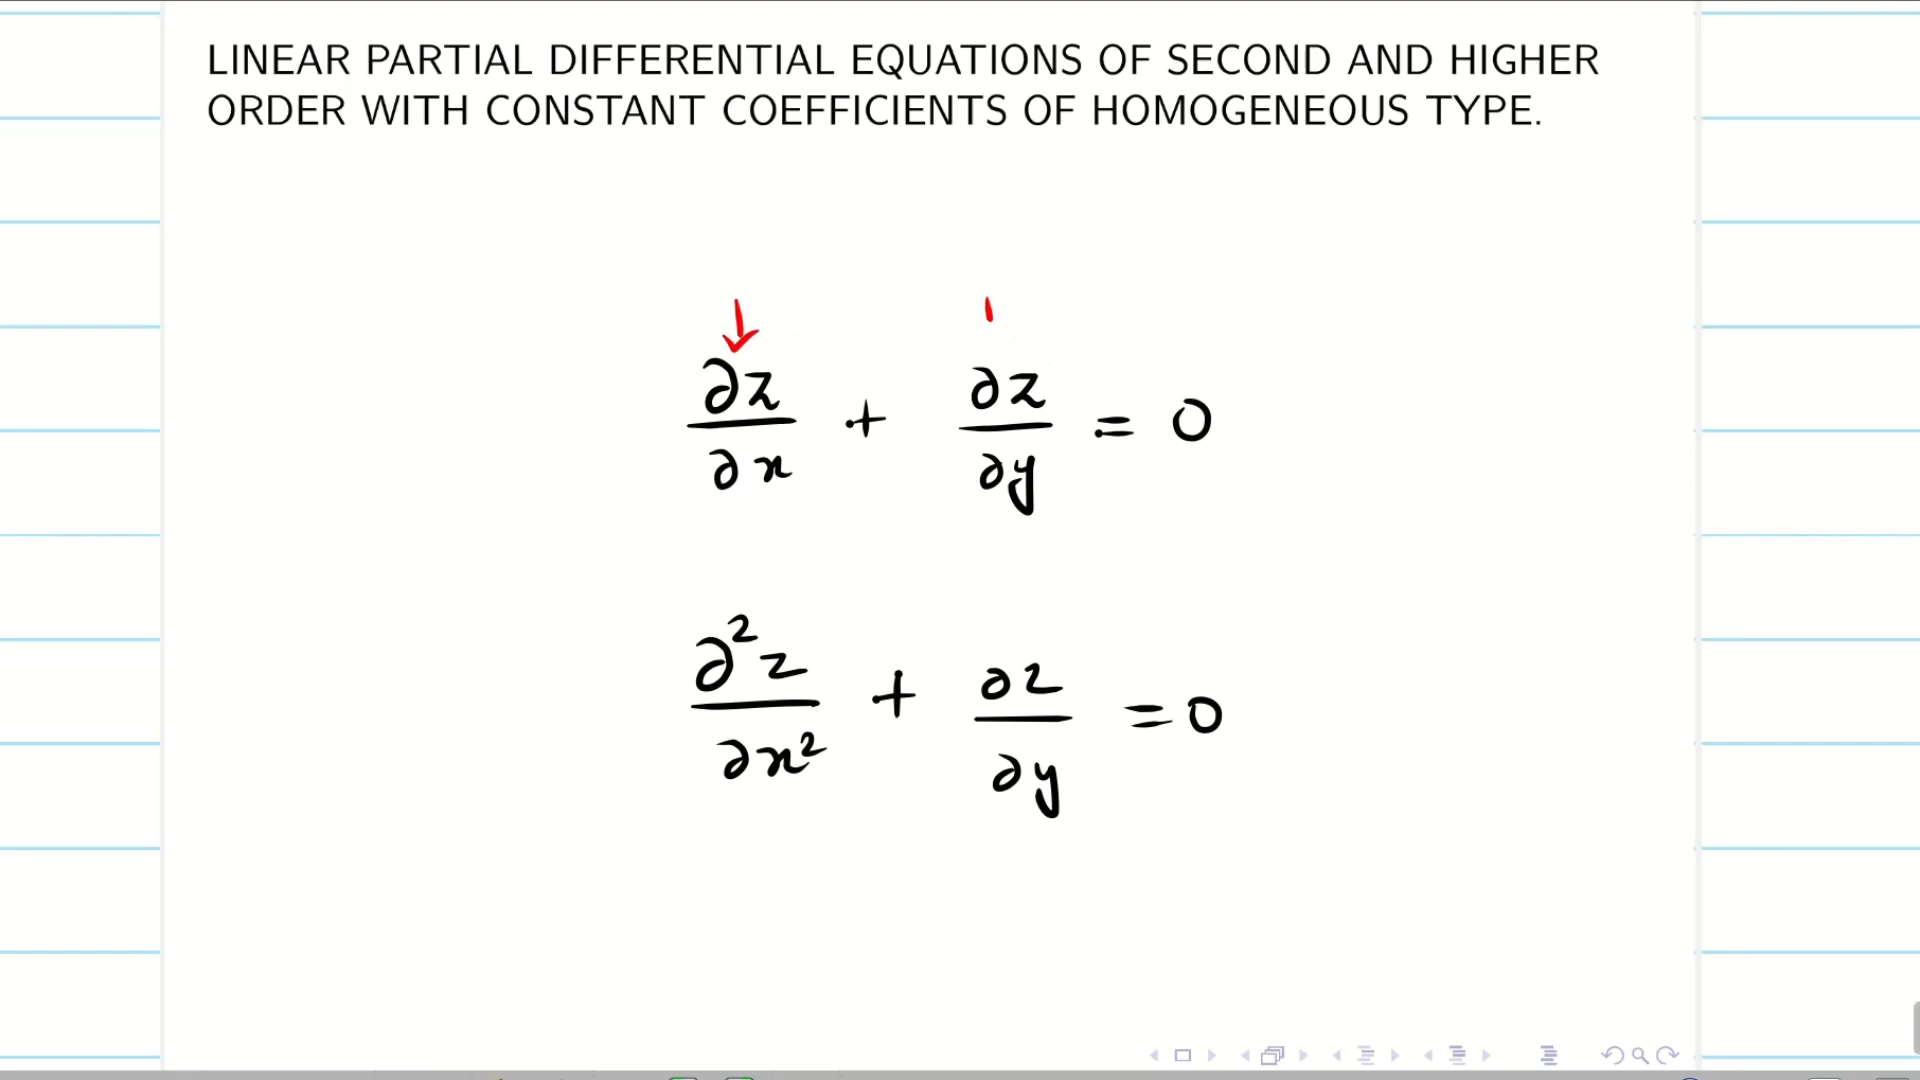 LINEAR PARTIAL DIFFERENTIAL EQUATIONS OF SECOND AND HIGHER
ORDER WITH CONSTANT COEFFICIENTS OF HOMOGENEOUS TYPE.
∂z/∂x + ∂z/∂y = 0
∂²z/∂x² + ∂z/∂y = 0